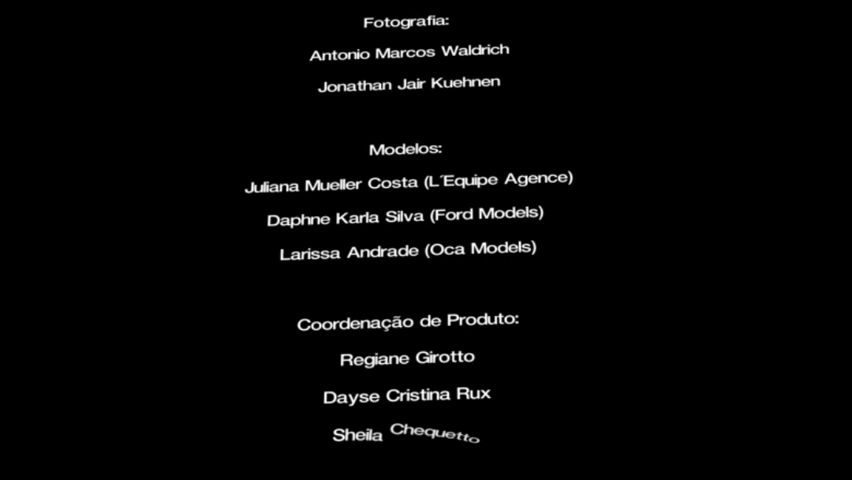 Fotografia:
Antonio Marcos Waldrich
Jonathan Jair Kuehnen
Modelos:
Juliana Mueller Costa (L´Equipe Agence)
Daphne Karla Silva (Ford Models)
Larissa Andrade (Oca Models)
Coordenação de Produto:
Regiane Girotto
Dayse Cristina Rux
Sheila Chequetto